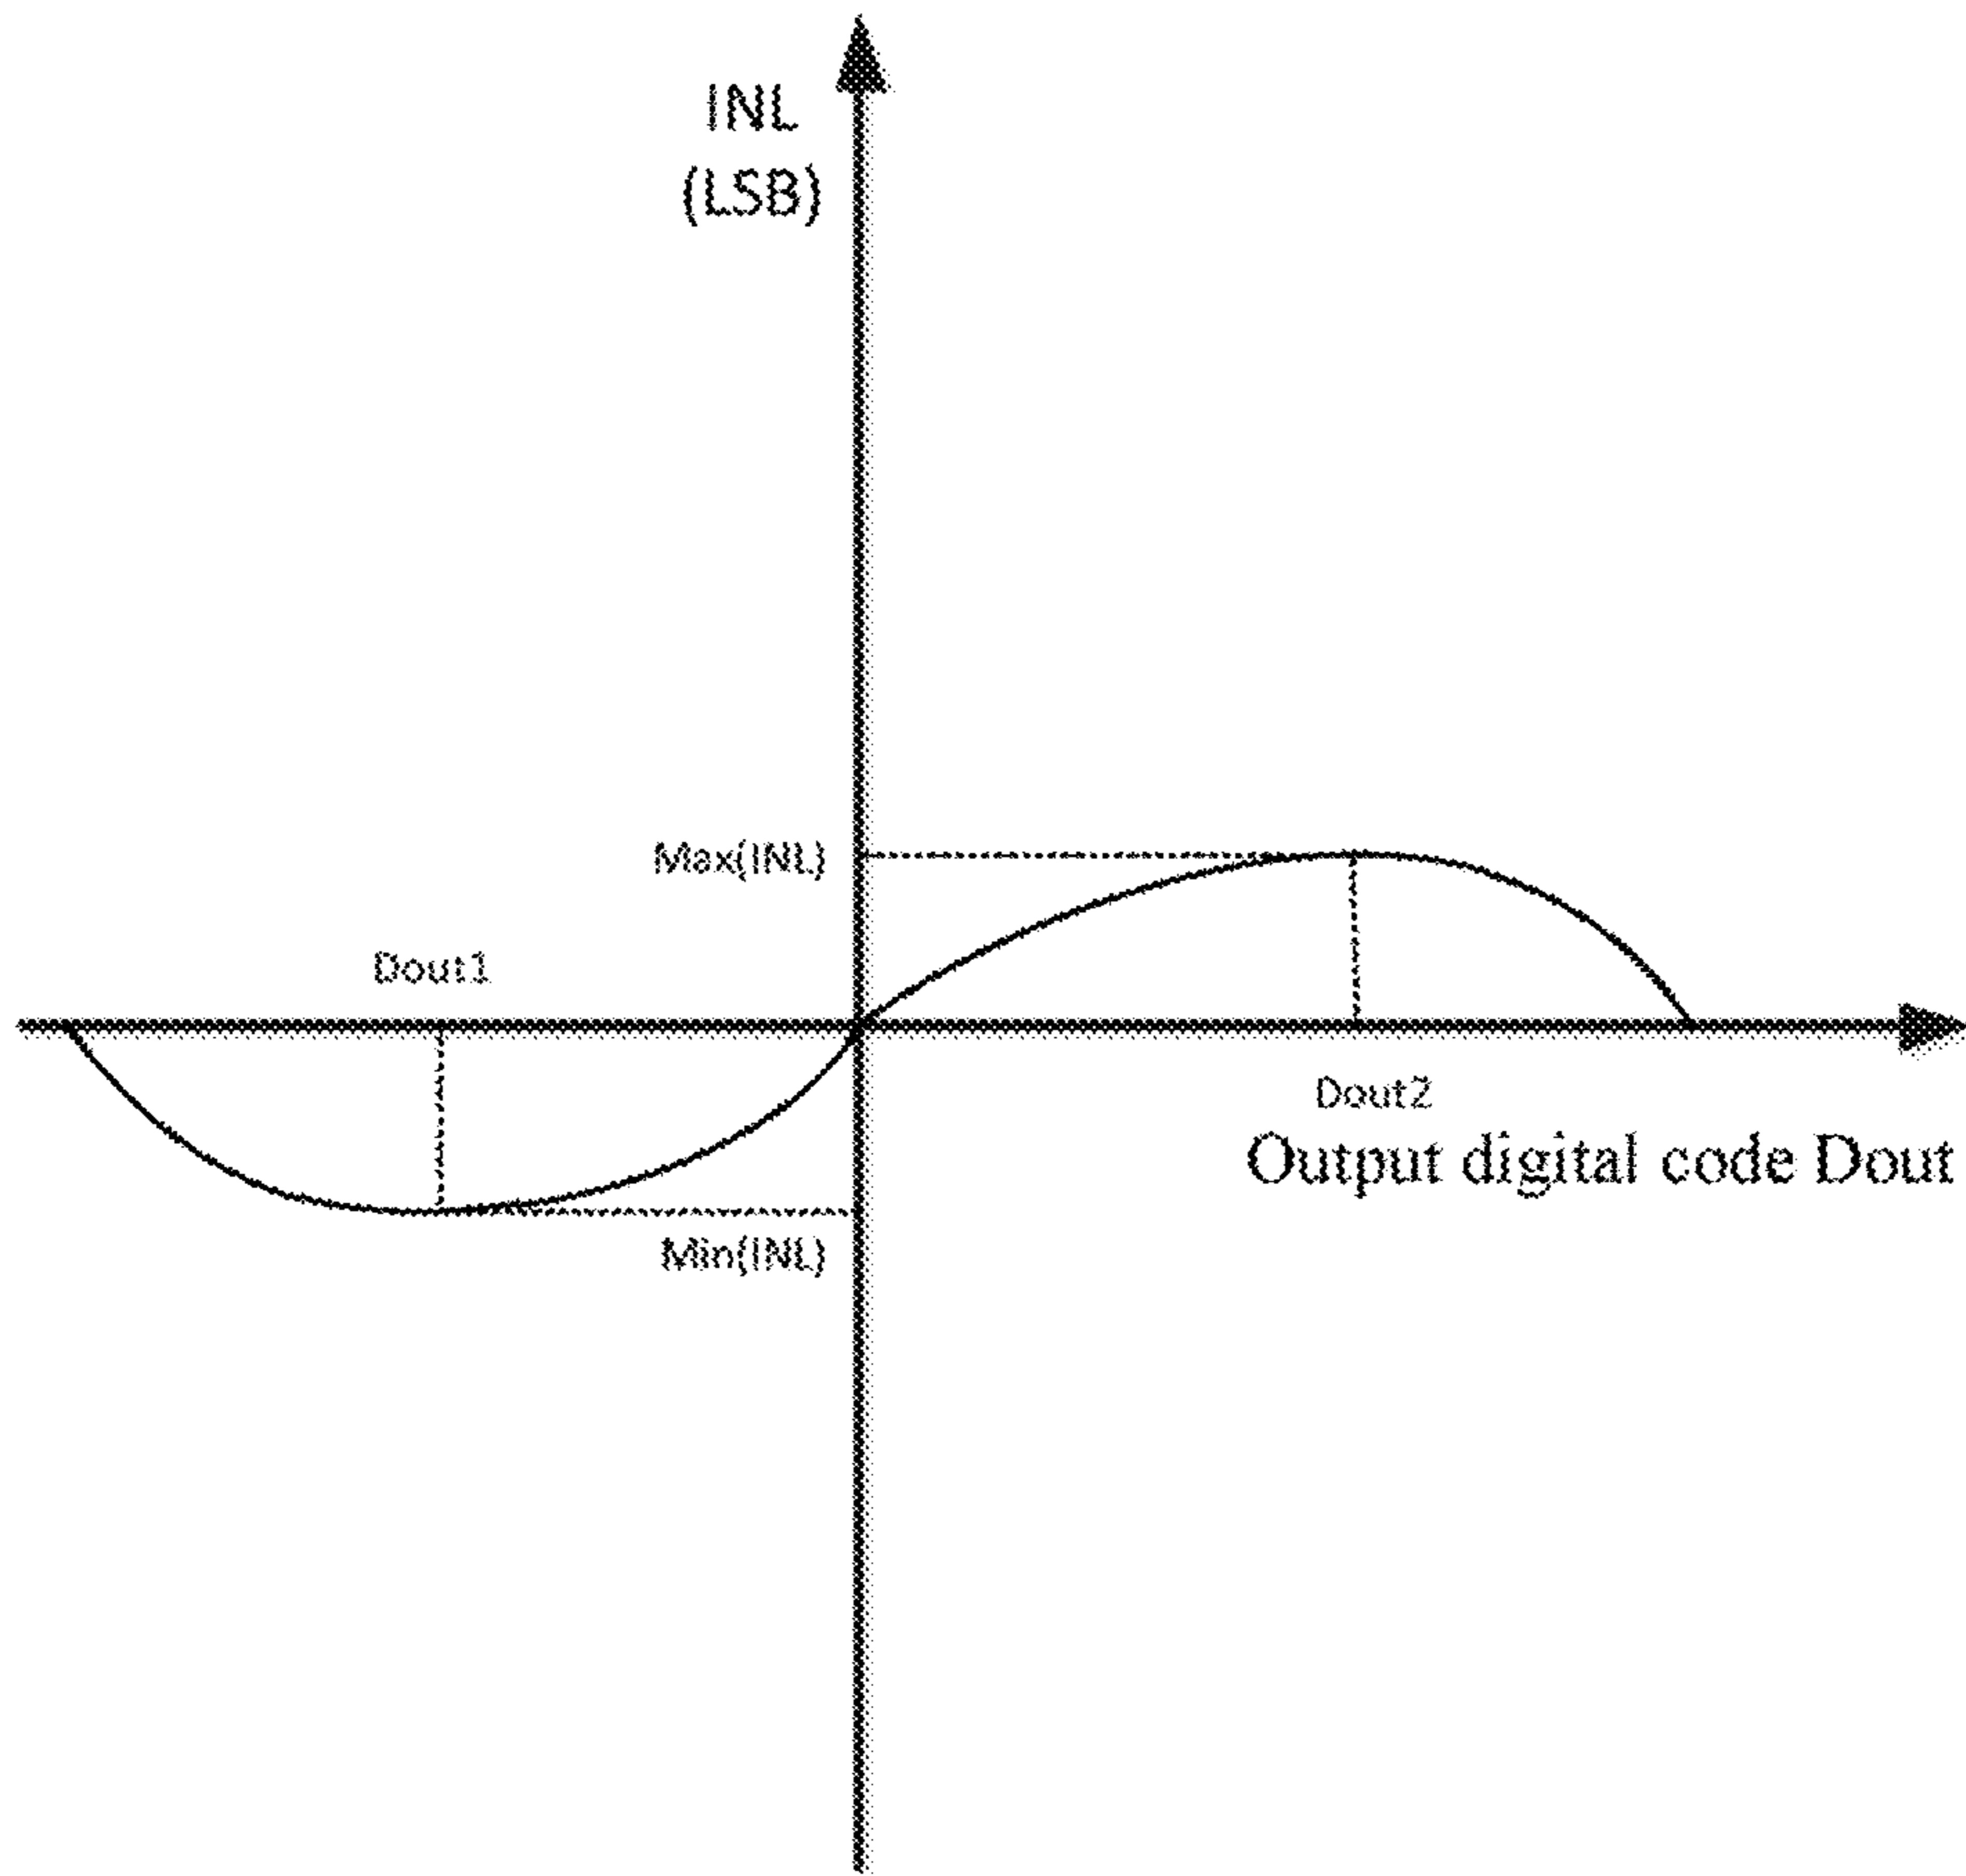 INL
(LSB)
Max(INL)
Dout1
Dout2
Output digital code Dout
Min(INL)